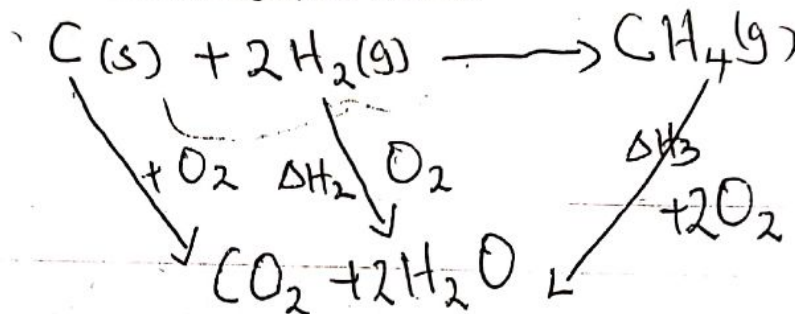 C(s) + 2H₂(g) ⟶ CH₄(g)
+O₂ ΔH₂ O₂ ΔH₃
+2O₂
CO₂ + 2H₂O